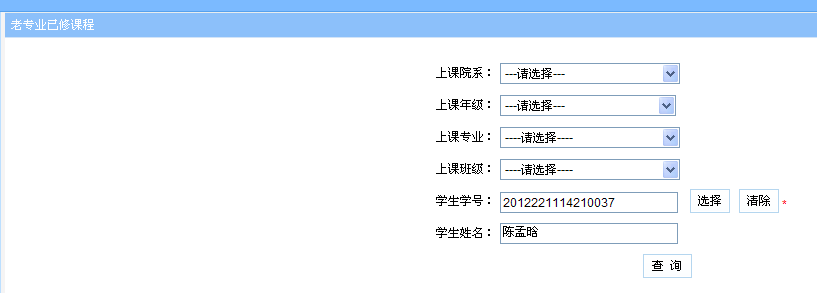 老专业已修课程
上课院系： ---请选择---
上课年级： ---请选择---
上课专业： ----请选择----
上课班级： ----请选择----
学生学号： 2012221114210037 选择 清除 *
学生姓名： 陈孟晗
查 询